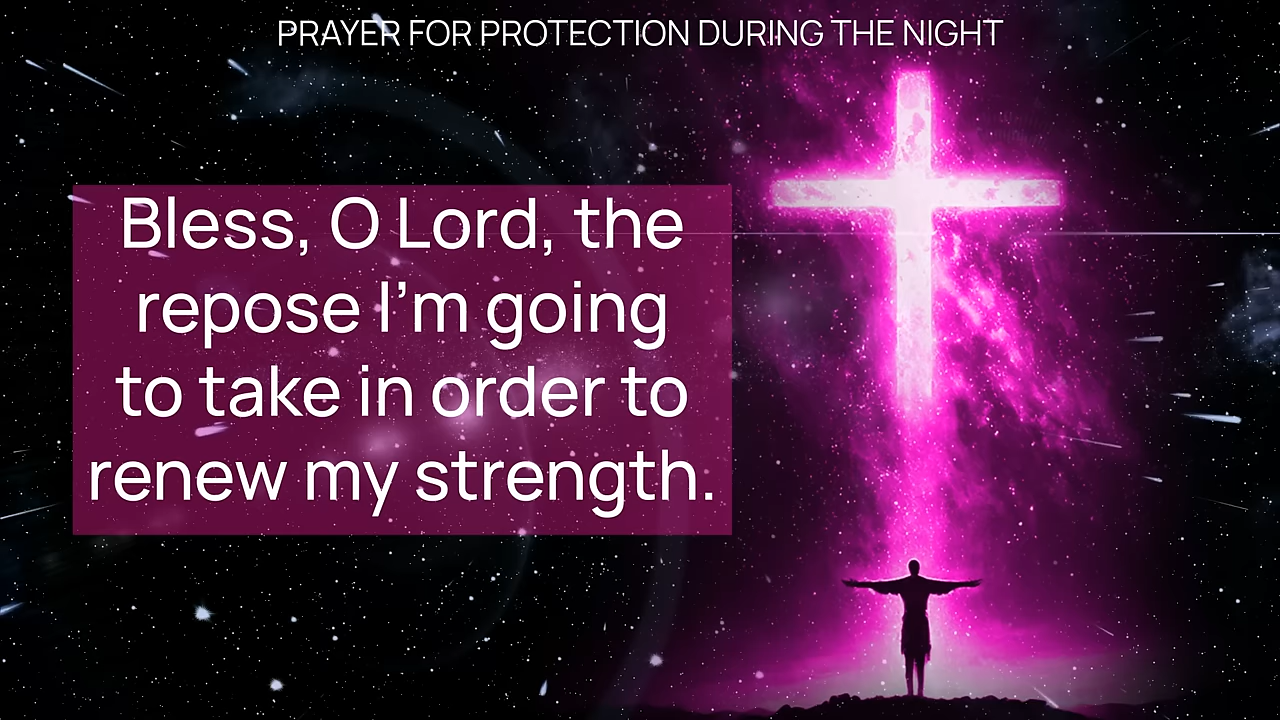 PRAYER FOR PROTECTION DURING THE NIGHT
Bless, O Lord, the
repose I’m going
to take in order to
renew my strength.